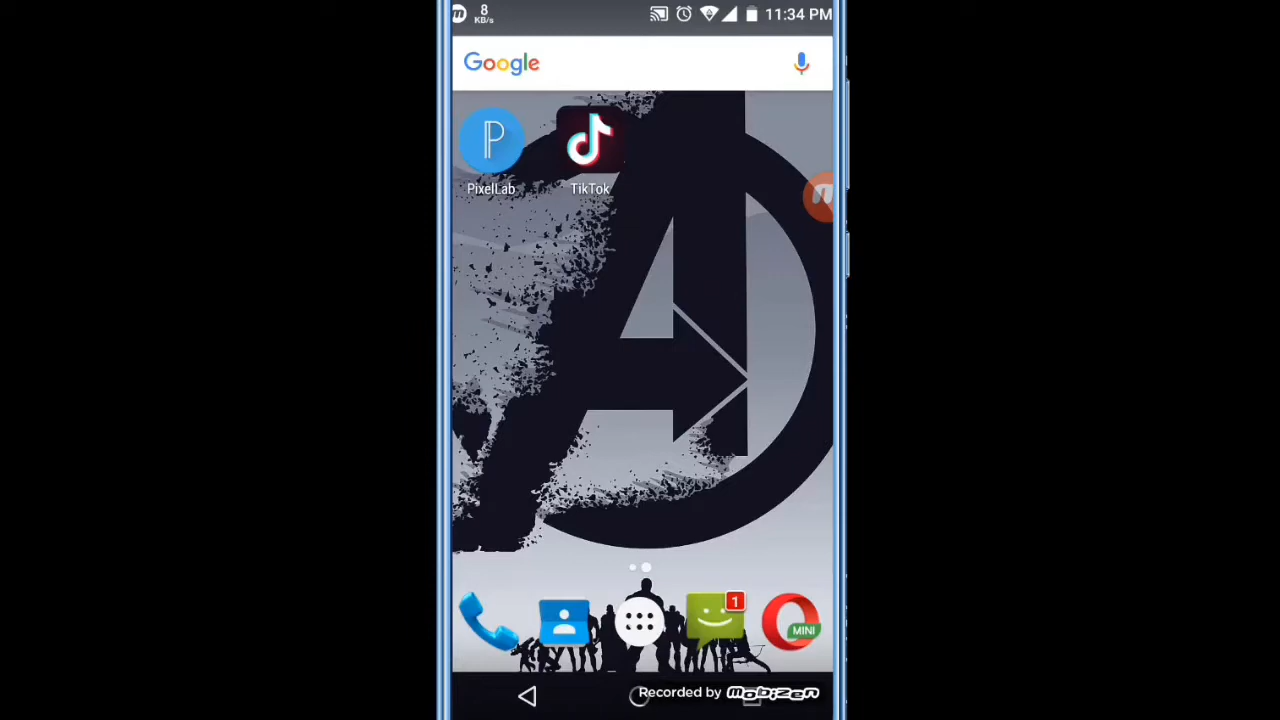 8
KB/s
11:34 PM
Google
PixelLab
TikTok
1
MINI
Recorded by mobizen